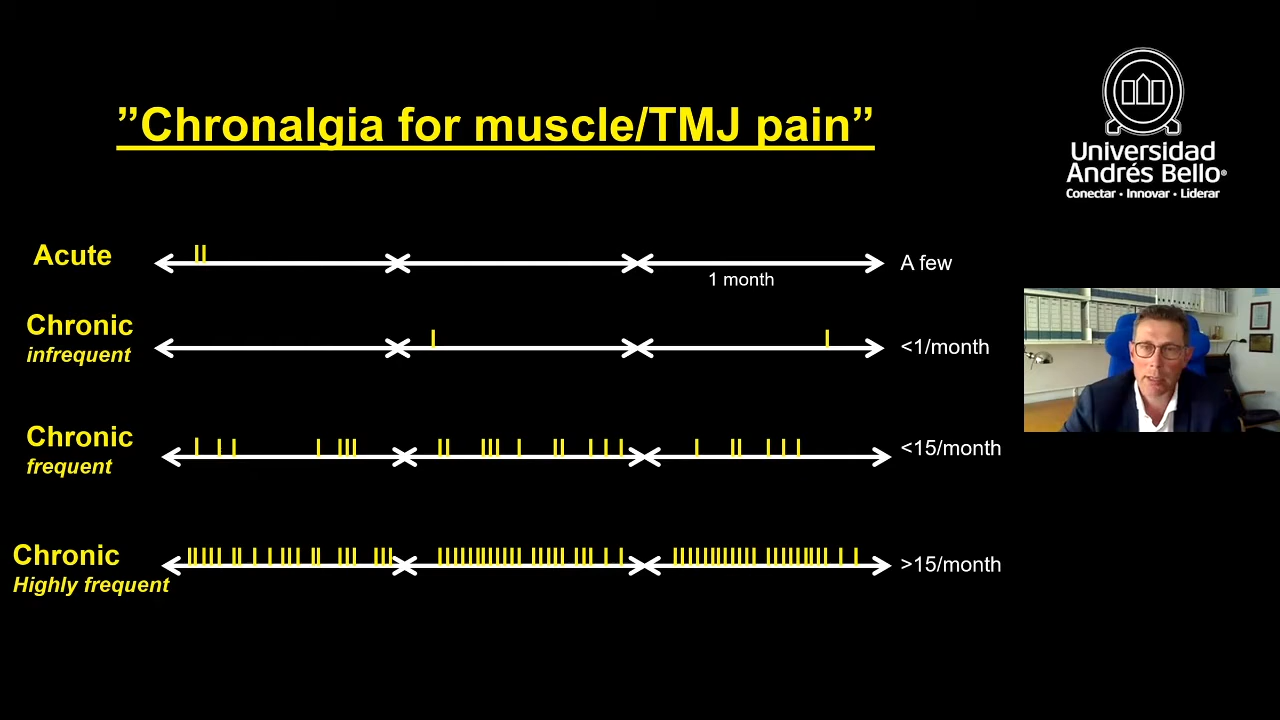 ”Chronalgia for muscle/TMJ pain”
Universidad
Andrés Bello®
Conectar • Innovar • Liderar
Acute
A few
1 month
Chronic
infrequent
<1/month
Chronic
frequent
<15/month
Chronic
Highly frequent
>15/month